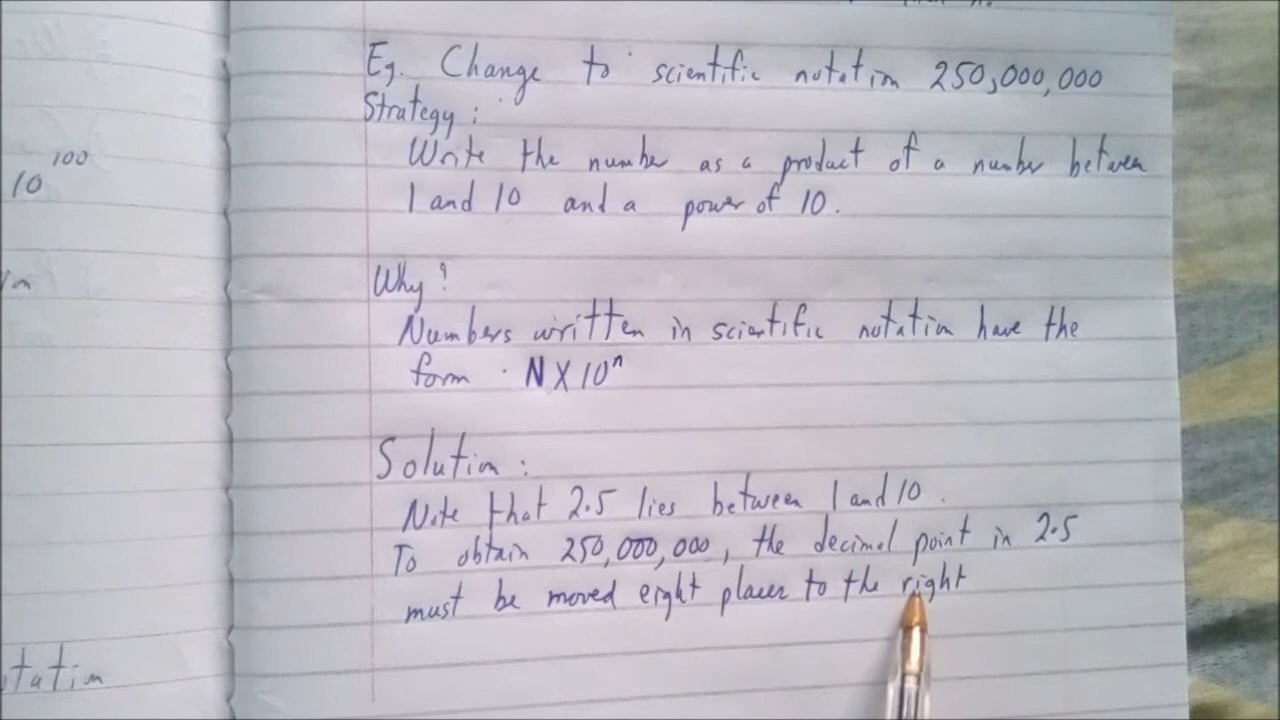 Eg. Change to scientific notation 250,000,000
Strategy:
Write the number as a product of a number between
1 and 10 and a power of 10.
Why?
Numbers written in scientific notation have the
form N X 10ⁿ
Solution:
Note that 2.5 lies between 1 and 10.
To obtain 250,000,000, the decimal point in 2.5
must be moved eight places to the right
10¹⁰⁰